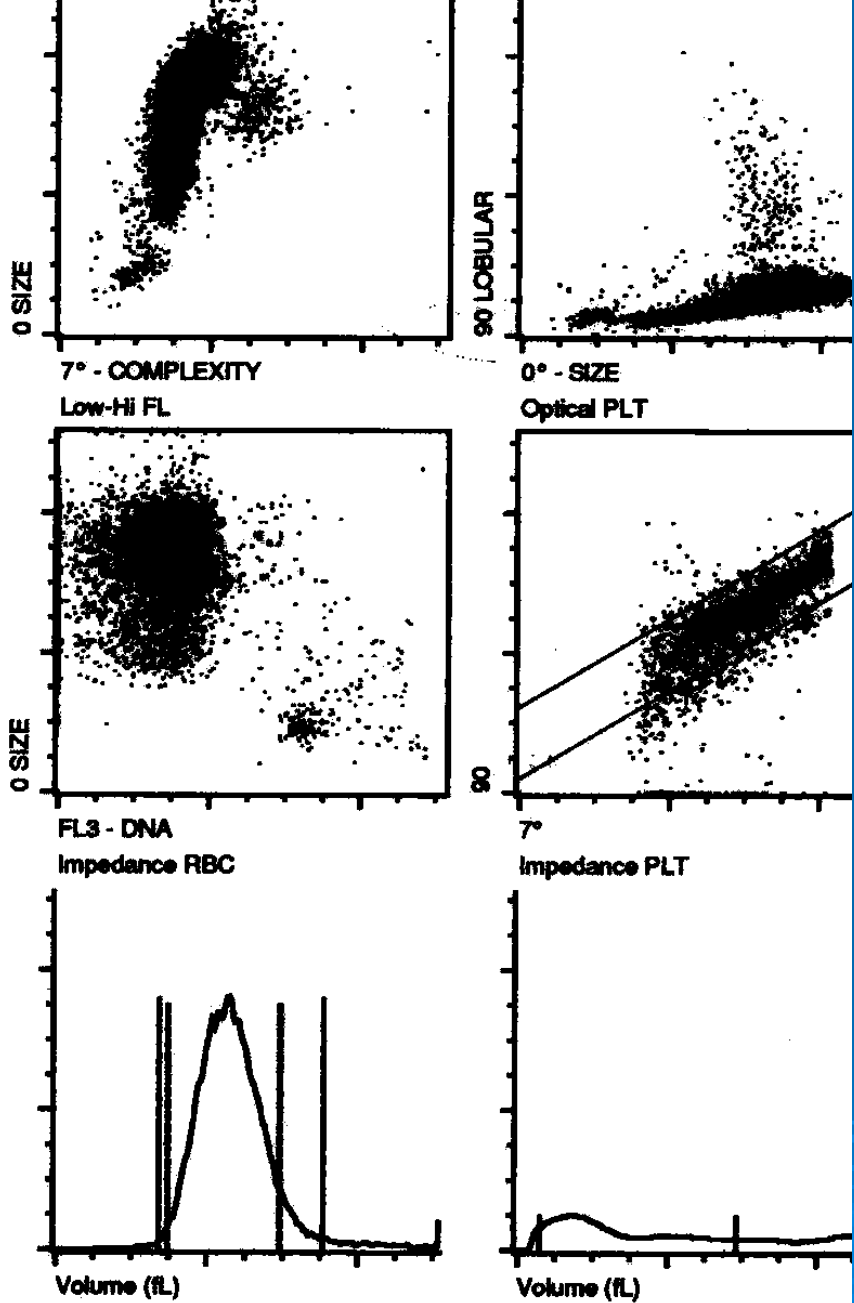 0 SIZE
90 LOBULAR
7° - COMPLEXITY
0° - SIZE
Low-Hi FL
Optical PLT
0 SIZE
90
FL3 - DNA
7°
Impedance RBC
Impedance PLT
Volume (fL)
Volume (fL)